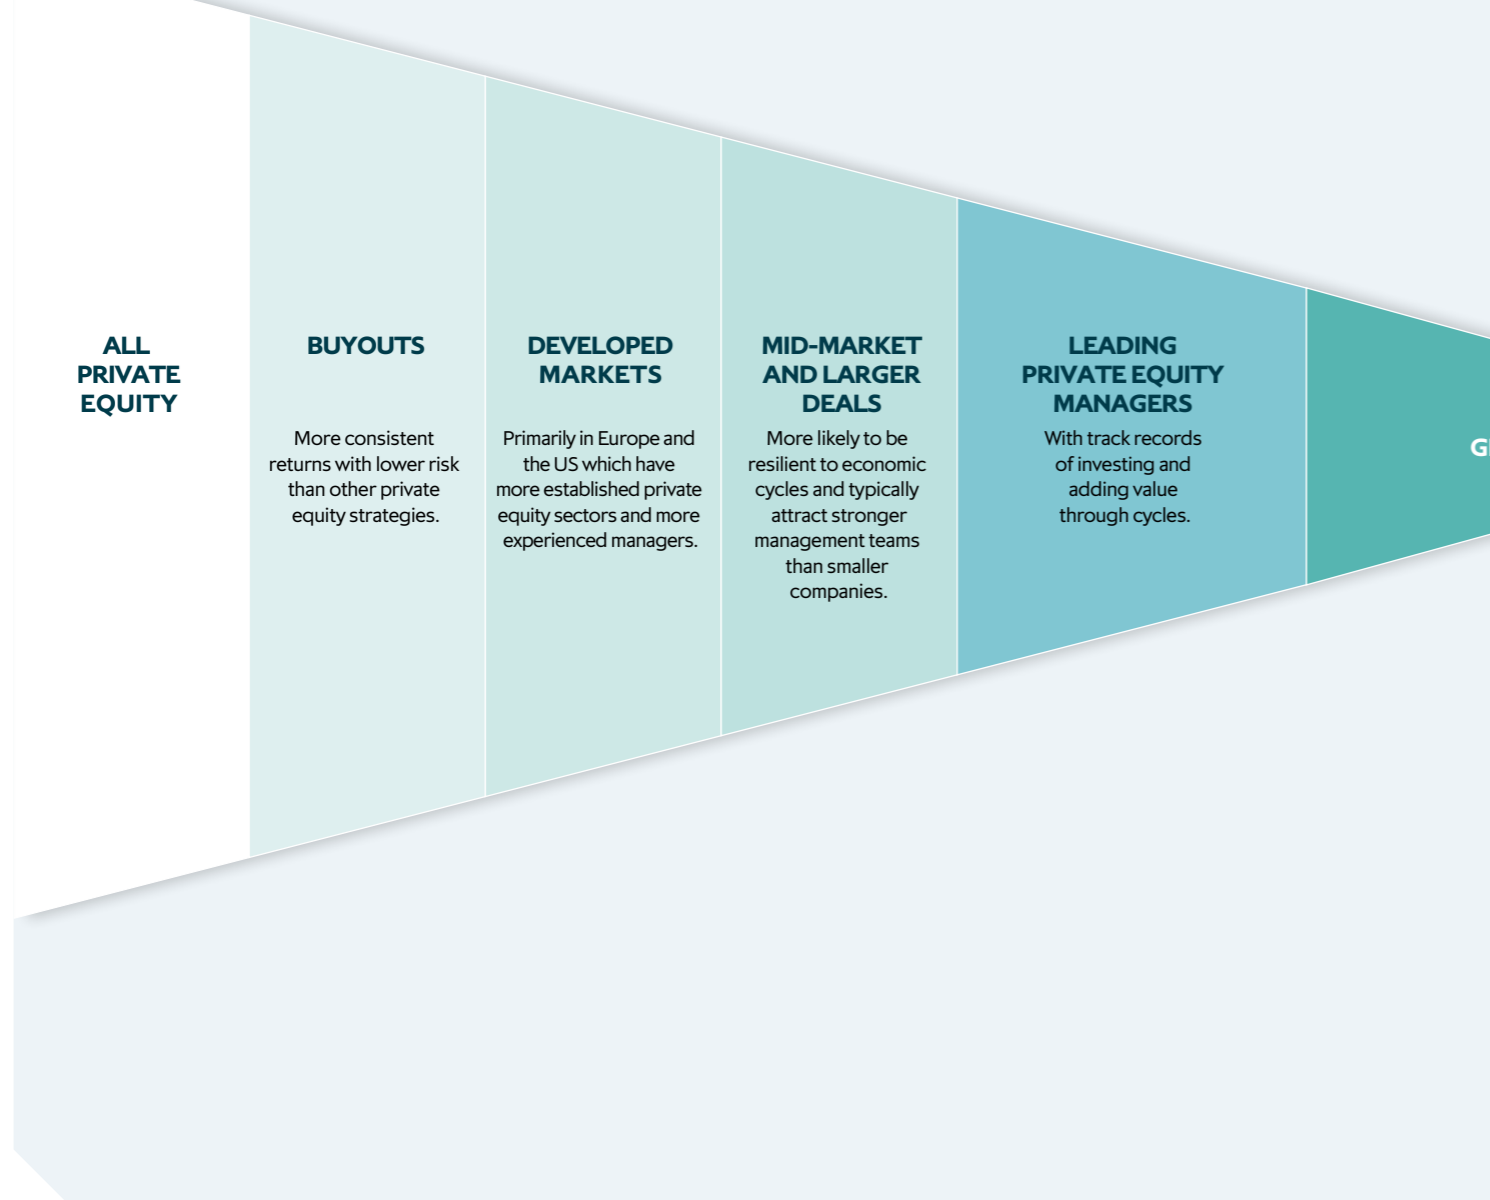 ALL
PRIVATE
EQUITY
BUYOUTS
More consistent
returns with lower risk
than other private
equity strategies.
DEVELOPED
MARKETS
Primarily in Europe and
the US which have
more established private
equity sectors and more
experienced managers.
MID-MARKET
AND LARGER
DEALS
More likely to be
resilient to economic
cycles and typically
attract stronger
management teams
than smaller
companies.
LEADING
PRIVATE EQUITY
MANAGERS
With track records
of investing and
adding value
through cycles.